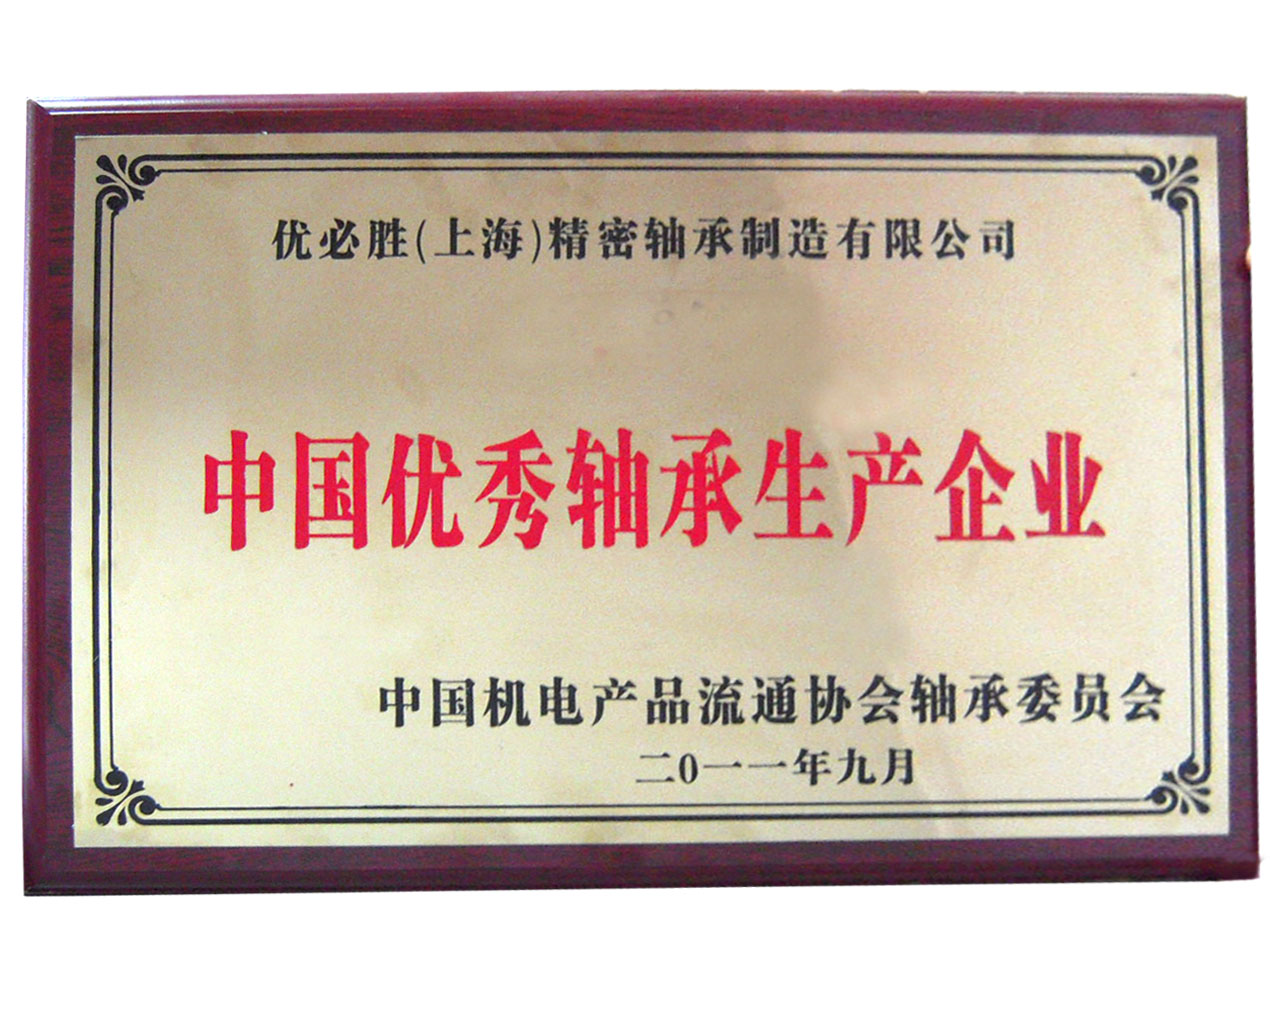 优必胜(上海)精密轴承制造有限公司
中国优秀轴承生产企业
中国机电产品流通协会轴承委员会
二0一一年九月